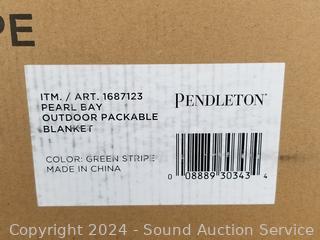 PE
ITM. / ART. 1687123
PEARL BAY
OUTDOOR PACKABLE
BLANKET
COLOR: GREEN STRIPE
MADE IN CHINA
PENDLETON®
0 08889 30343 4
Copyright 2024 - Sound Auction Service